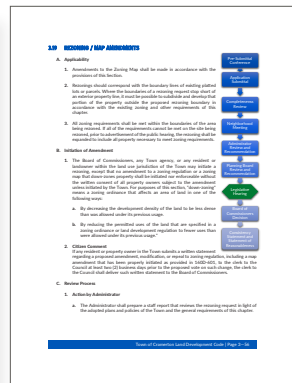 3.19 REZONING / MAP AMENDMENTS
A. Applicability
1. Amendments to the Zoning Map shall be made in accordance with the
provisions of this Section.
2. Rezonings should correspond with the boundary lines of existing platted
lots or parcels. Where the boundaries of a rezoning request stop short of
an exterior property line, it must be possible to subdivide and develop that
portion of the property outside the proposed rezoning boundary in
accordance with the existing zoning and other requirements of this
chapter.
3. All zoning requirements shall be met within the boundaries of the area
being rezoned. If all of the requirements cannot be met on the site being
rezoned, prior to advertisement of the public hearing, the rezoning shall be
expanded to include all property necessary to meet zoning requirements.
B. Initiation of Amendment
1. The Board of Commissioners, any Town agency, or any resident or
landowner within the land use jurisdiction of the Town may initiate a
rezoning, except that no amendment to a zoning regulation or a zoning
map that down-zones property shall be initiated nor enforceable without
the written consent of all property owners subject to the amendment
unless initiated by the Town. For purposes of this section, "down-zoning"
means a zoning ordinance that affects an area of land in one of the
following ways:
a. By decreasing the development density of the land to be less dense
than was allowed under its previous usage.
b. By reducing the permitted uses of the land that are specified in a
zoning ordinance or land development regulation to fewer uses than
were allowed under its previous usage."
2. Citizen Comment
If any resident or property owner in the Town submits a written statement
regarding a proposed amendment, modification, or repeal to zoning regulation, including a map
amendment that has been properly initiated as provided in 160D-601, to the clerk to the
Council at least two (2) business days prior to the proposed vote on such change, the clerk to
the Council shall deliver such written statement to the Board of Commissioners.
C. Review Process
1. Action by Administrator
a. The Administrator shall prepare a staff report that reviews the rezoning request in light of
the adopted plans and policies of the Town and the general requirements of this chapter.
Pre-Submittal
Conference
Application
Submittal
Completeness
Review
Neighborhood
Meeting
Administrator
Review and
Recommendation
Planning Board
Review and
Recommendation
Legislative
Hearing
Board of
Commissioners
Decision
Consistency
Statement and
Statement of
Reasonableness
Town of Cramerton Land Development Code | Page 3- 56